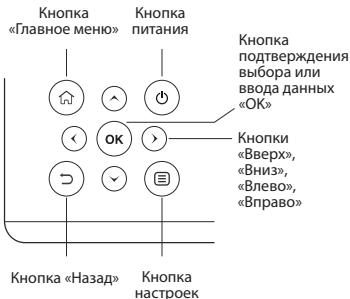 Кнопка
«Главное меню»
Кнопка
питания
Кнопка
подтверждения
выбора или
ввода данных
«OK»
OK
Кнопки
«Вверх»,
«Вниз»,
«Влево»,
«Вправо»
Кнопка «Назад»
Кнопка
настроек